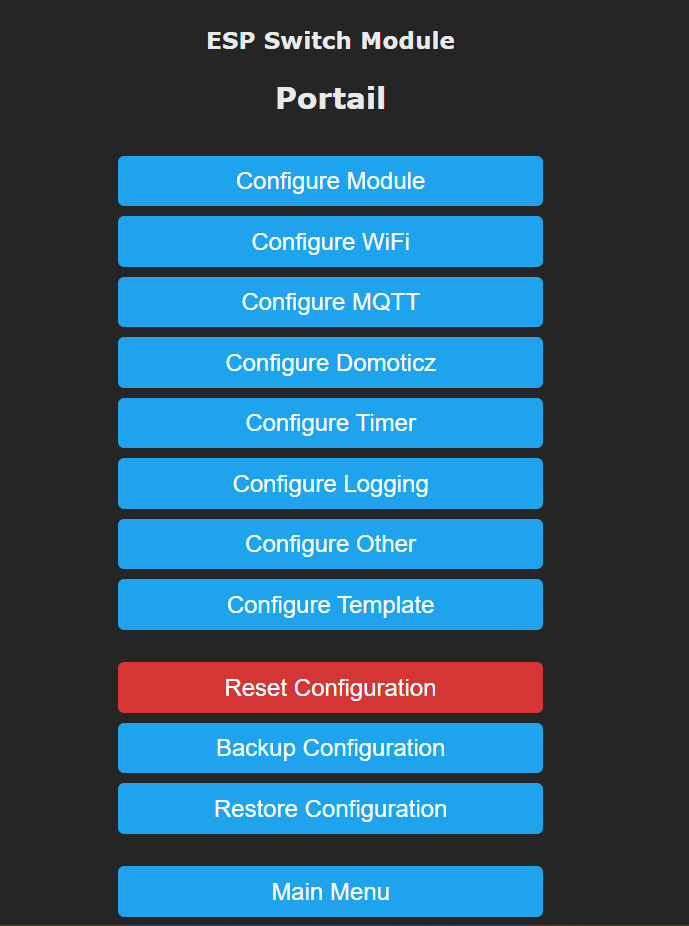 ESP Switch Module
Portail
Configure Module
Configure WiFi
Configure MQTT
Configure Domoticz
Configure Timer
Configure Logging
Configure Other
Configure Template
Reset Configuration
Backup Configuration
Restore Configuration
Main Menu